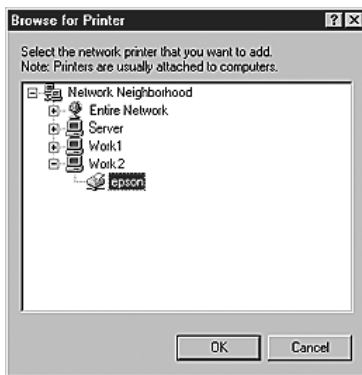 Browse for Printer
Select the network printer that you want to add.
Note: Printers are usually attached to computers.
Network Neighborhood
Entire Network
Server
Work1
Work2
epson
OK Cancel